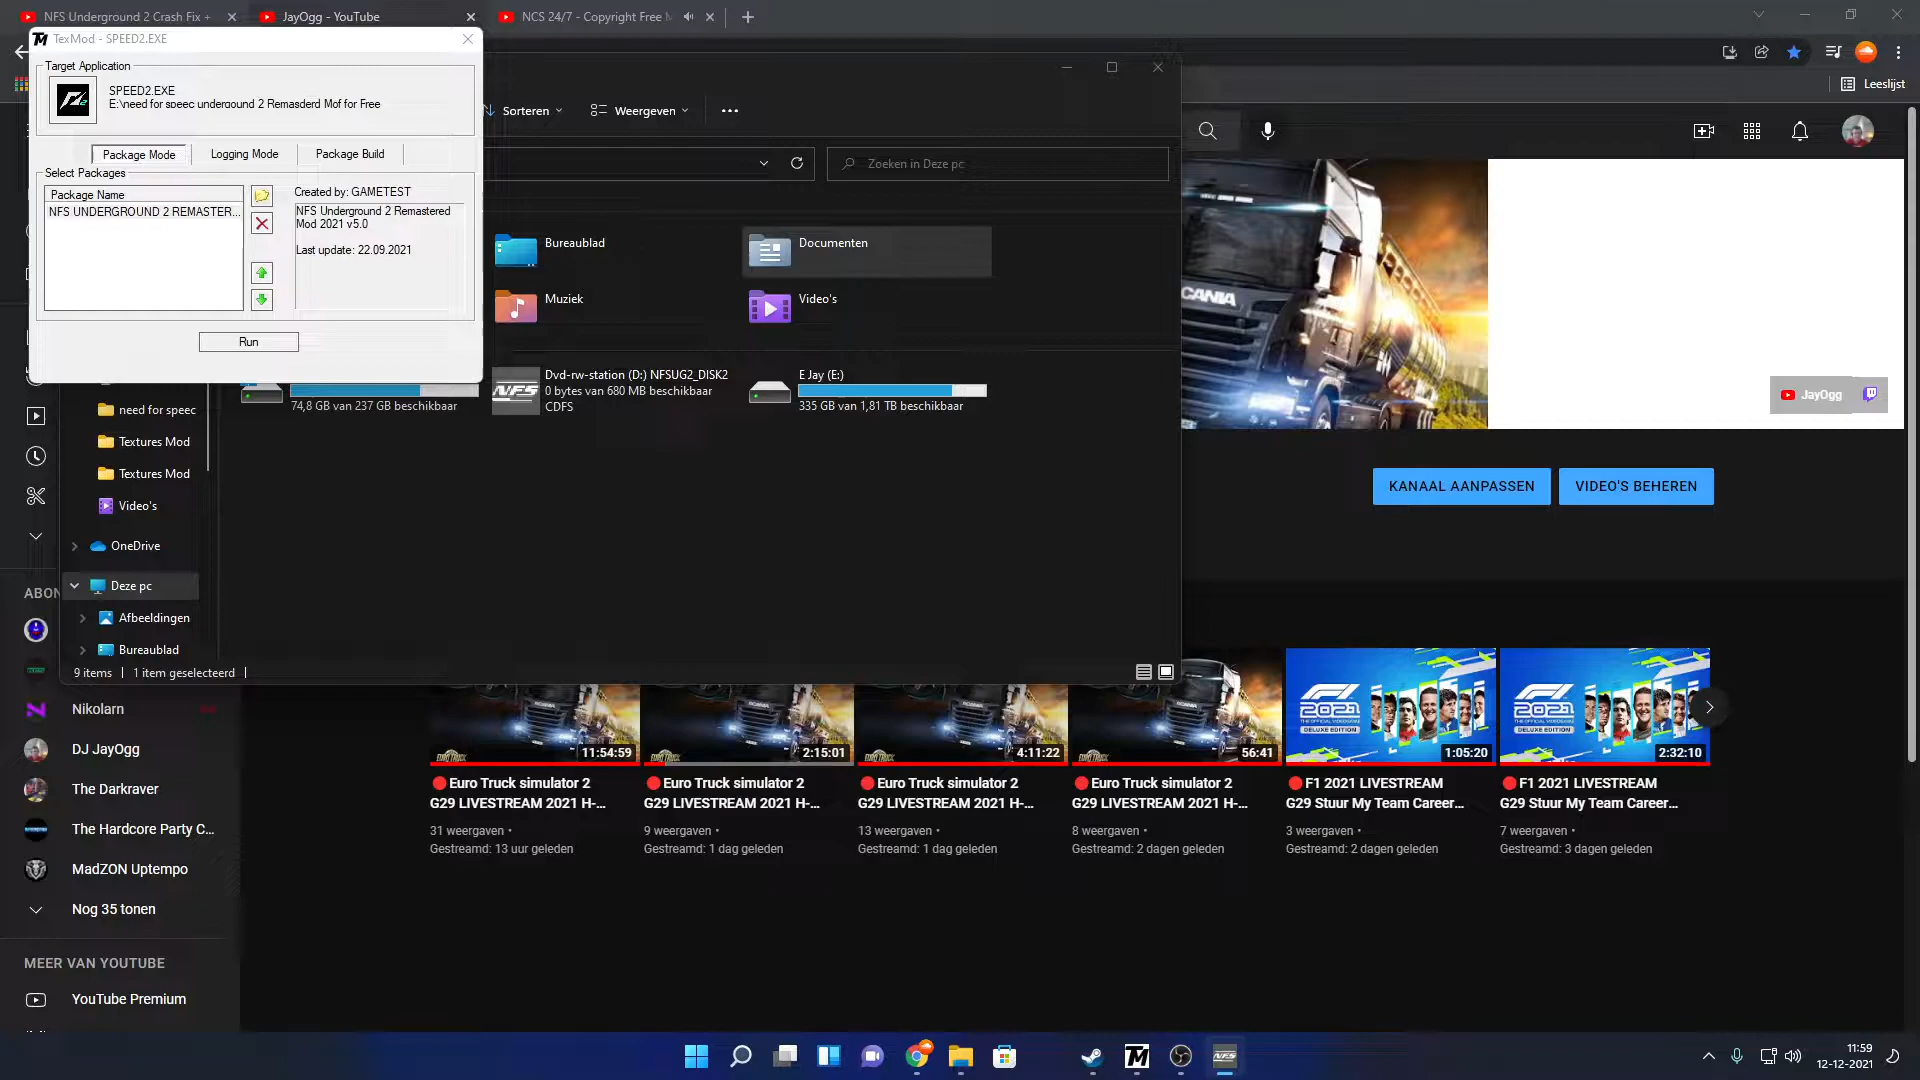 NFS Underground 2 Crash Fix +
JayOgg - YouTube
NCS 24/7 - Copyright Free M
TexMod - SPEED2.EXE
Target Application
SPEED2.EXE
E:\need for speec undergound 2 Remasderd Mof for Free
Package Mode
Logging Mode
Package Build
Select Packages
Package Name
NFS UNDERGROUND 2 REMASTER...
Created by: GAMETEST
NFS Underground 2 Remastered
Mod 2021 v5.0
Last update: 22.09.2021
Run
Sorteren
Weergeven
Zoeken in Deze pc
Leeslijst
Bureaublad
Documenten
Muziek
Video's
74,8 GB van 237 GB beschikbaar
Dvd-rw-station (D:) NFSUG2_DISK2
0 bytes van 680 MB beschikbaar
CDFS
E Jay (E:)
335 GB van 1,81 TB beschikbaar
need for speec
Textures Mod
Textures Mod
Video's
OneDrive
Deze pc
Afbeeldingen
Bureaublad
9 items
1 item geselecteerd
SCANIA
JayOgg
KANAAL AANPASSEN
VIDEO'S BEHEREN
ABON
Nikolarn
DJ JayOgg
The Darkraver
The Hardcore Party C...
MadZON Uptempo
Nog 35 tonen
MEER VAN YOUTUBE
YouTube Premium
11:54:59
2:15:01
4:11:22
56:41
1:05:20
2:32:10
Euro Truck simulator 2
G29 LIVESTREAM 2021 H-...
31 weergaven •
Gestreamd: 13 uur geleden
Euro Truck simulator 2
G29 LIVESTREAM 2021 H-...
9 weergaven •
Gestreamd: 1 dag geleden
Euro Truck simulator 2
G29 LIVESTREAM 2021 H-...
13 weergaven •
Gestreamd: 1 dag geleden
Euro Truck simulator 2
G29 LIVESTREAM 2021 H-...
8 weergaven •
Gestreamd: 2 dagen geleden
F1 2021 LIVESTREAM
G29 Stuur My Team Career...
3 weergaven •
Gestreamd: 2 dagen geleden
F1 2021 LIVESTREAM
G29 Stuur My Team Career...
7 weergaven •
Gestreamd: 3 dagen geleden
11:59
12-12-2021